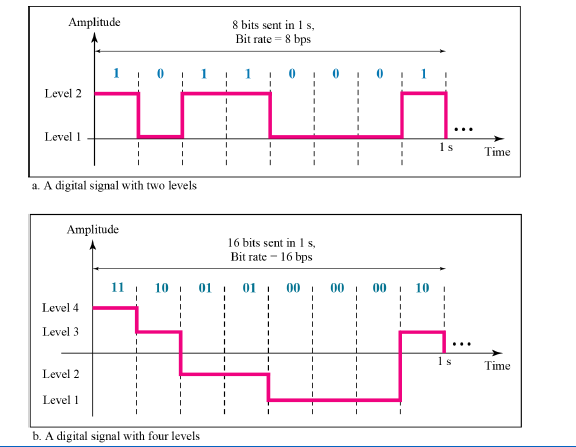 Amplitude
8 bits sent in 1 s,
Bit rate = 8 bps
1 0 1 1 0 0 0 1
Level 2
Level 1
1 s
Time
a. A digital signal with two levels
Amplitude
16 bits sent in 1 s,
Bit rate = 16 bps
11 10 01 01 00 00 00 10
Level 4
Level 3
1 s
Time
Level 2
Level 1
b. A digital signal with four levels